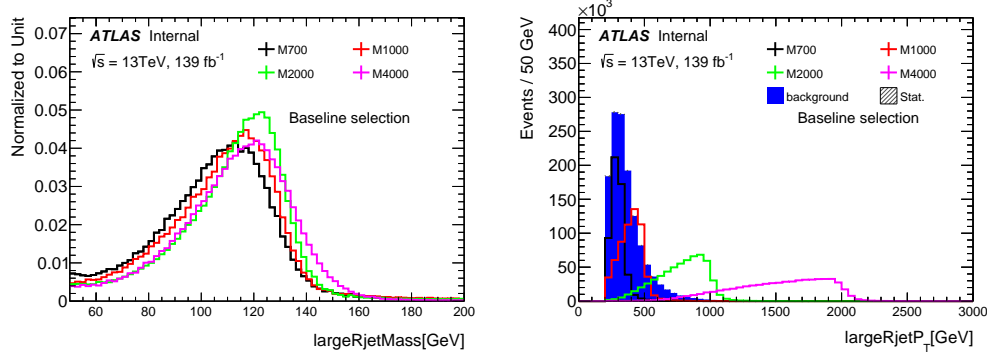 ATLAS Internal
√s = 13TeV, 139 fb⁻¹
M700 M1000
M2000 M4000
Baseline selection
Normalized to Unit
0.07
0.06
0.05
0.04
0.03
0.02
0.01
0
60 80 100 120 140 160 180 200
largeRjetMass[GeV]
×10³
ATLAS Internal
√s = 13TeV, 139 fb⁻¹
M700 M1000
M2000 M4000
background Stat.
Baseline selection
Events / 50 GeV
400
350
300
250
200
150
100
50
0
0 500 1000 1500 2000 2500 3000
largeRjetP_T[GeV]